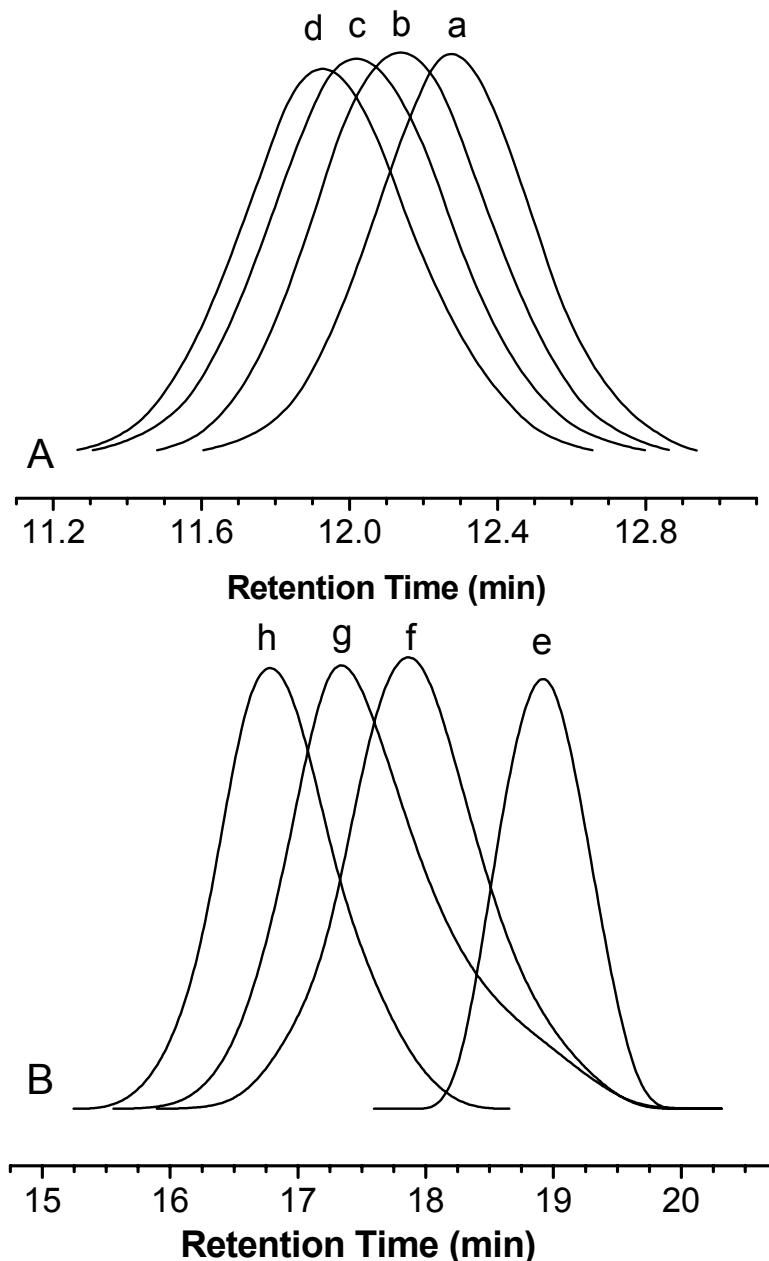 d c b a
A
11.2 11.6 12.0 12.4 12.8
Retention Time (min)
h g f e
B
15 16 17 18 19 20
Retention Time (min)